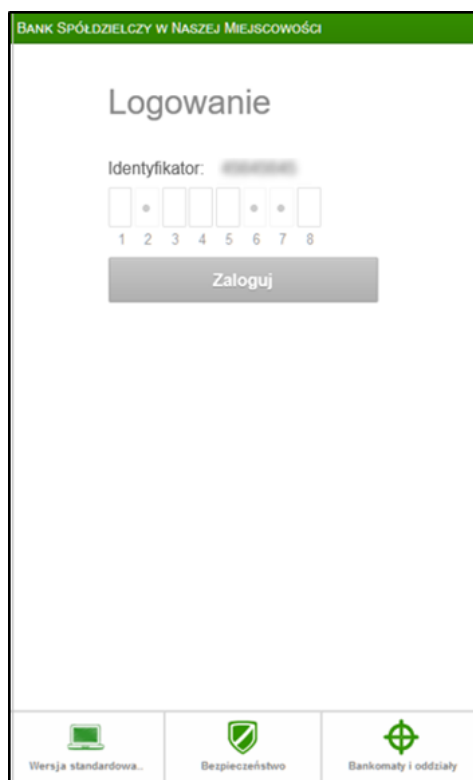 BANK SPÓŁDZIELCZY W NASZEJ MIEJSCOWOŚCI
Logowanie
Identyfikator:
1 2 3 4 5 6 7 8
Zaloguj
Wersja standardowa... Bezpieczeństwo Bankomaty i oddziały